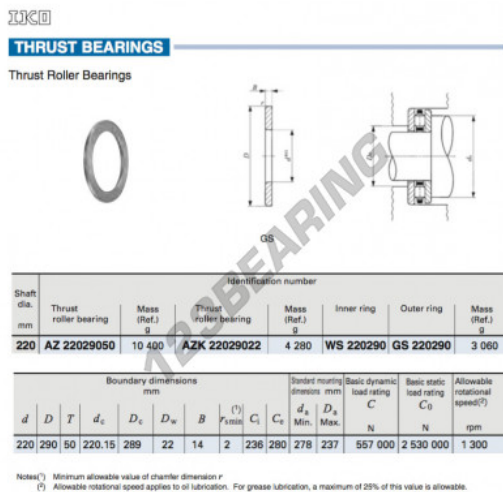 IKO
THRUST BEARINGS
Thrust Roller Bearings
B
r
D
GS
123BEARING
Identification number
Shaft dia. mm
Thrust roller bearing
Mass (Ref.) g
Thrust roller bearing
Mass (Ref.) g
Inner ring
Outer ring
Mass (Ref.) g
220 AZ 22029050 10 400 AZK 22029022 4 280 WS 220290 GS 220290 3 060
Boundary dimensions mm
Standard mounting dimensions mm
Basic dynamic load rating C N
Basic static load rating C0 N
Allowable rotational speed(2) rpm
d D T dc Dc Dw B rsmin(1) Ci Ce da Min. Da Max.
220 290 50 220.15 289 22 14 2 236 280 278 237 557 000 2 530 000 1 300
Notes(1) Minimum allowable value of chamfer dimension r
(2) Allowable rotational speed applies to oil lubrication. For grease lubrication, a maximum of 25% of this value is allowable.